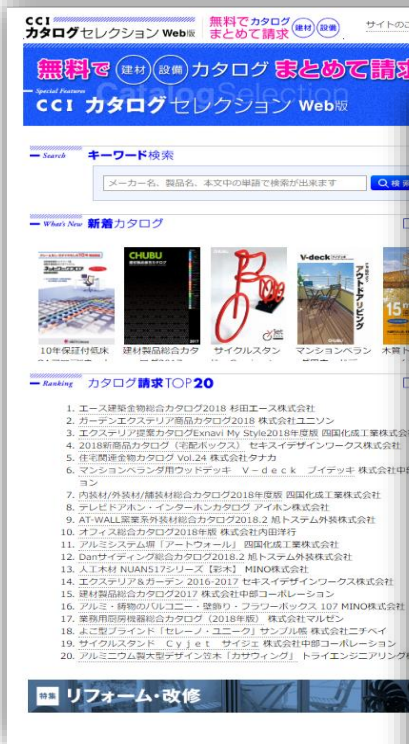 CCI
カタログセレクション Web版
無料でカタログ
まとめて請求
建材 設備
サイトのご
無料で 建材 設備 カタログ まとめて請求
Special Features
CatalogSelection
CCI カタログセレクション Web版
Search キーワード検索
メーカー名、製品名、本文中の単語で検索が出来ます
検索
What's New 新着カタログ
CHUBU
V-deck
アウトドアリビング
15
10年保証付低床
建材製品総合カタ
サイクルスタン
マンションベラン
木質ト
Ranking カタログ請求TOP20
1. エース建築金物総合カタログ2018 杉田エース株式会社
2. ガーデンエクステリア商品カタログ2018 株式会社ユニソン
3. エクステリア提案カタログExnavi My Style2018年度版 四国化成工業株式会
4. 2018新商品カタログ（宅配ボックス） セキスイデザインワークス株式会社
5. 住宅関連金物カタログ Vol.24 株式会社タナカ
6. マンションベランダ用ウッドデッキ　V－ｄｅｃｋ　ブイデッキ 株式会社中部
ョン
7. 内装材/外装材/舗装材総合カタログ2018年度版 四国化成工業株式会社
8. テレビドアホン・インターホンカタログ アイホン株式会社
9. AT-WALL窯業系外装材総合カタログ2018.2 旭トステム外装株式会社
10. オフィス総合カタログ2018年版 株式会社内田洋行
11. アルミシステム塀「アートウォール」 四国化成工業株式会社
12. Danサイディング総合カタログ2018.2 旭トステム外装株式会社
13. 人工木材 NUAN517シリーズ【彩木】 MINO株式会社
14. エクステリア&ガーデン 2016-2017 セキスイデザインワークス株式会社
15. 建材製品総合カタログ2017 株式会社中部コーポレーション
16. アルミ・鋳物のバルコニー・壁飾り・フラワーボックス 107 MINO株式会社
17. 業務用厨房機器総合カタログ（2018年版） 株式会社マルゼン
18. よこ型ブラインド「セレーノ・ユニーク」サンプル帳 株式会社ニチベイ
19. サイクルスタンド　Ｃｙｊｅｔ　サイジェ 株式会社中部コーポレーション
20. アルミニウム製大型デザイン笠木「カサウィング」 トライエンジニアリング
特集 リフォーム・改修